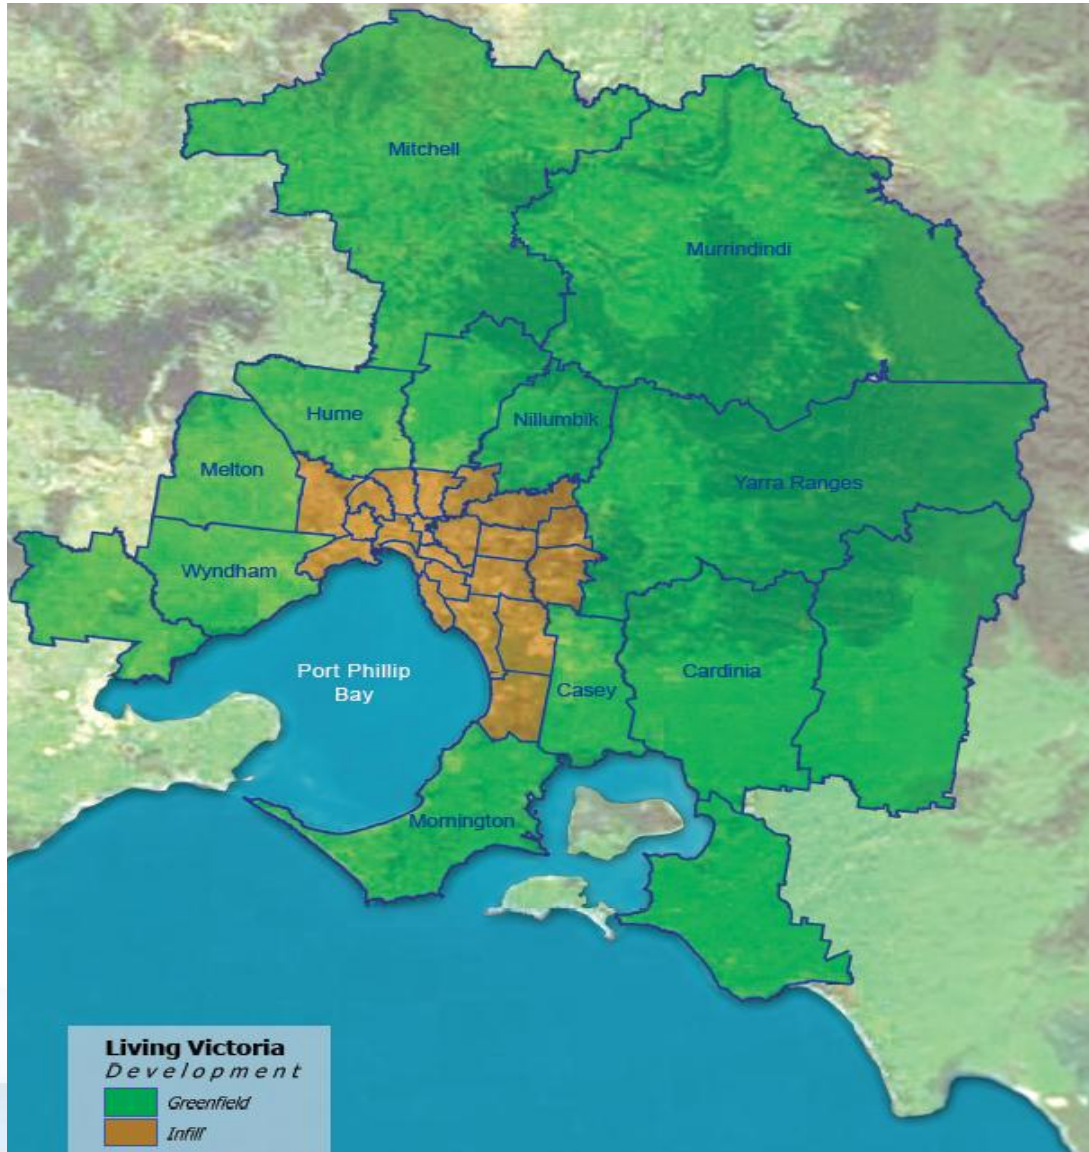 Mitchell
Murrindindi
Hume
Nillumbik
Melton
Yarra Ranges
Wyndham
Port Phillip
Bay
Casey
Cardinia
Mornington
Living Victoria
Development
Greenfield
Infill